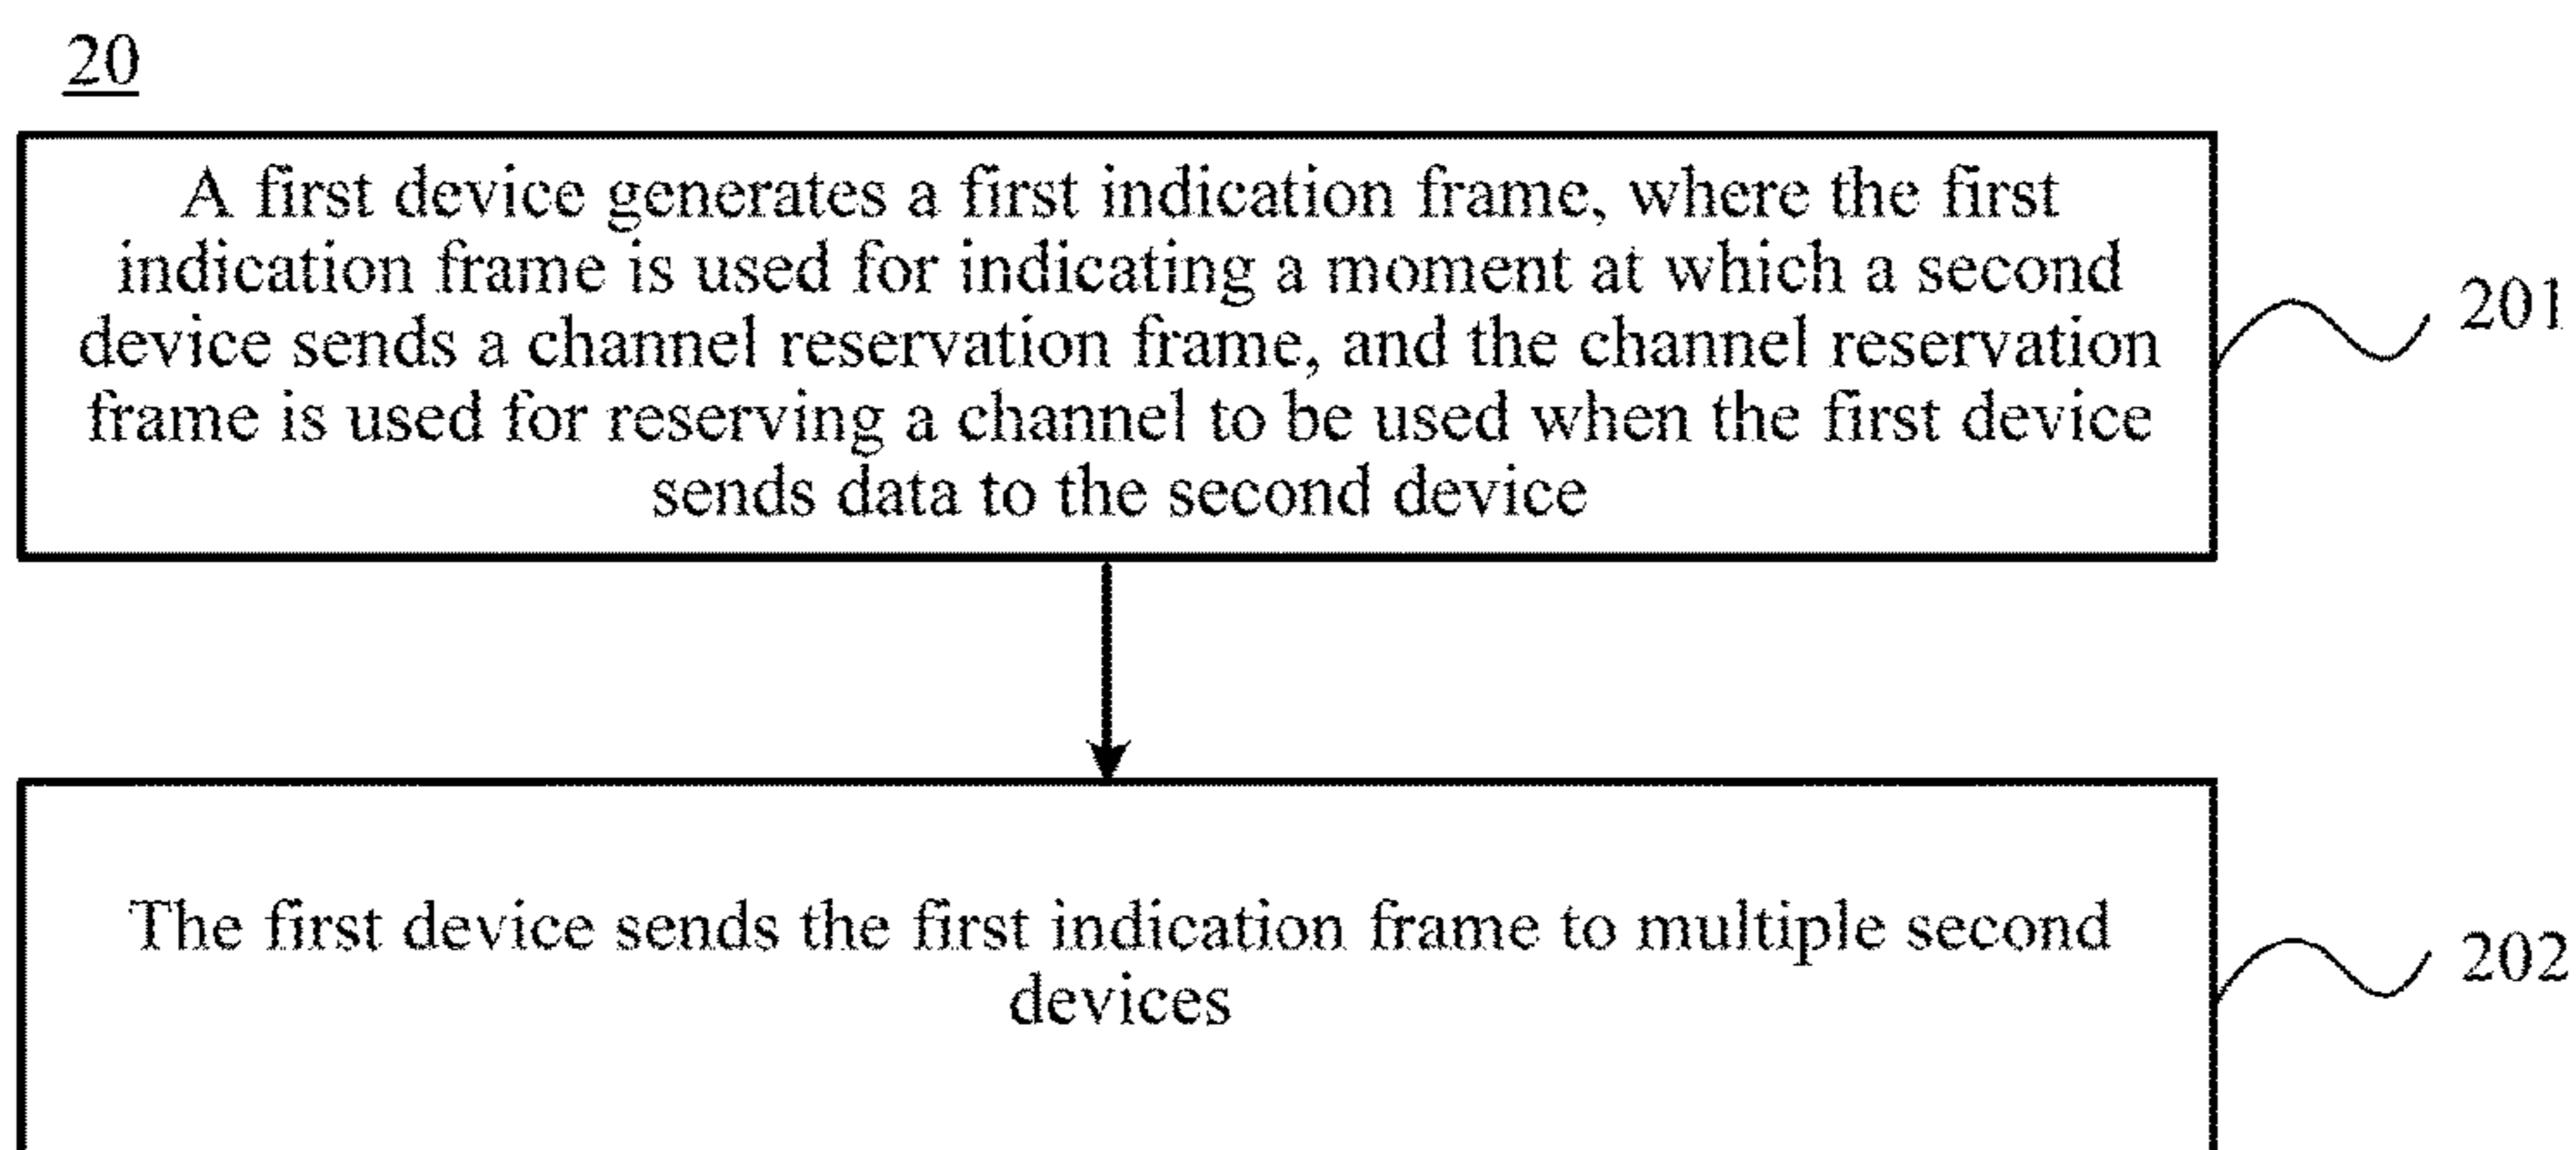 20
A first device generates a first indication frame, where the first
indication frame is used for indicating a moment at which a second
device sends a channel reservation frame, and the channel reservation
frame is used for reserving a channel to be used when the first device
sends data to the second device
201
The first device sends the first indication frame to multiple second
devices
202